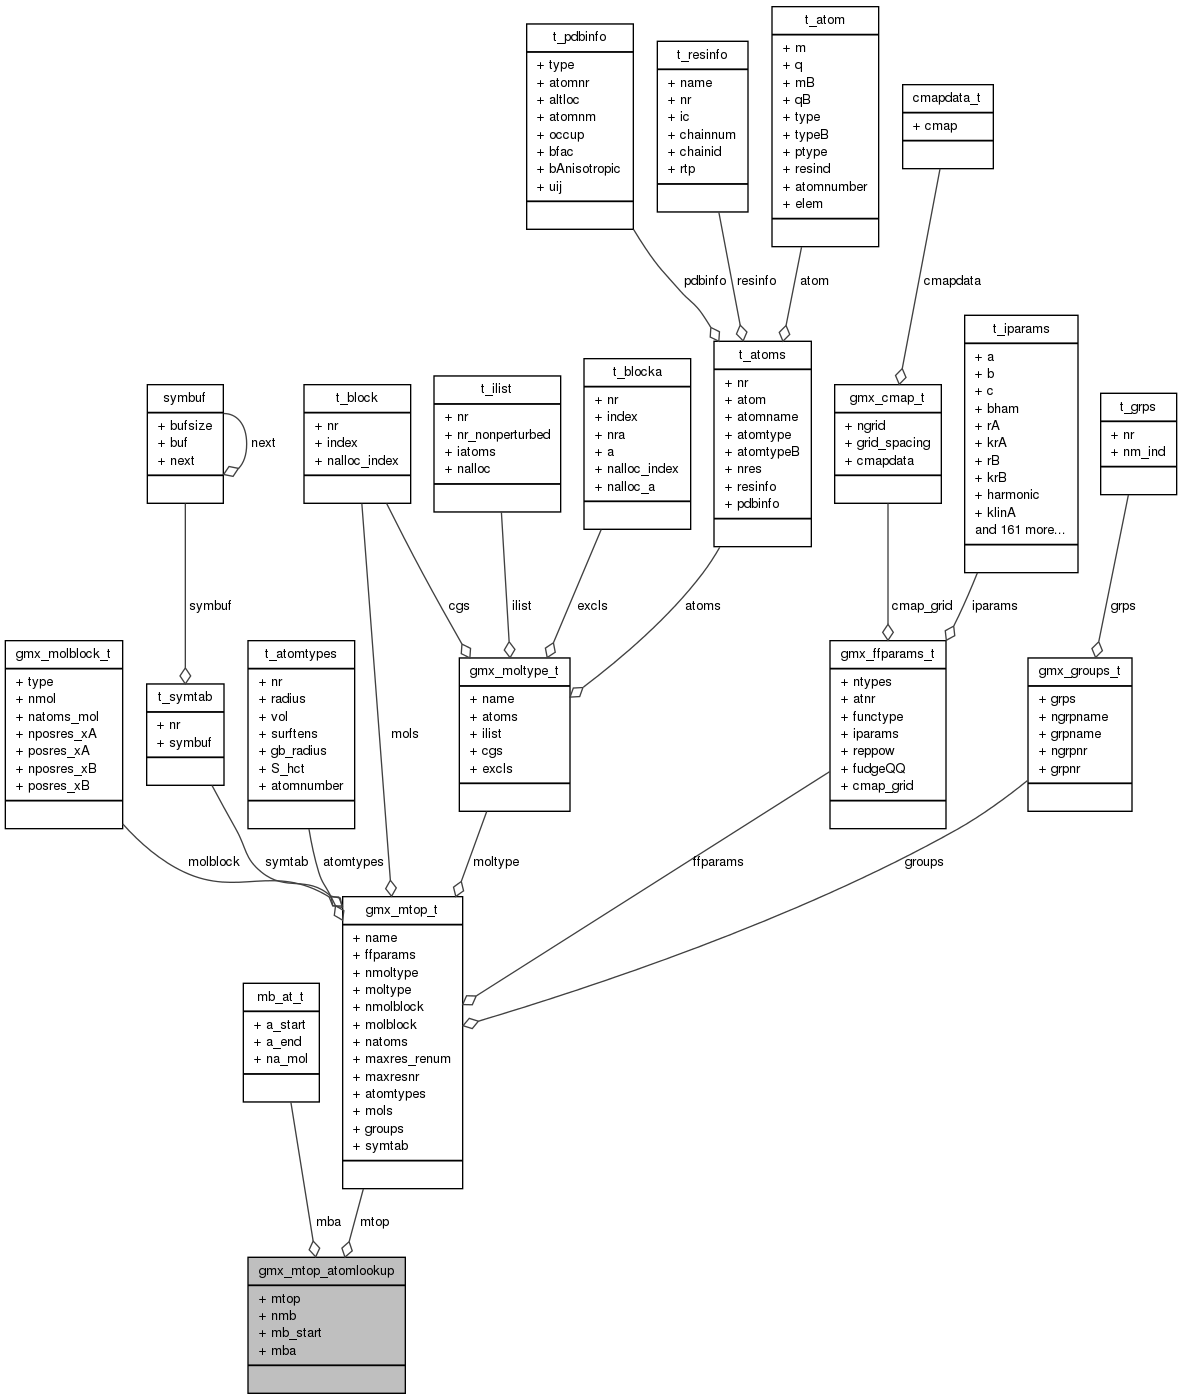 t_pdbinfo
+ type
+ atomnr
+ altloc
+ atomnm
+ occup
+ bfac
+ bAnisotropic
+ uij
t_resinfo
+ name
+ nr
+ ic
+ chainnum
+ chainid
+ rtp
t_atom
+ m
+ q
+ mB
+ qB
+ type
+ typeB
+ ptype
+ resind
+ atomnumber
+ elem
cmapdata_t
+ cmap
pdbinfo
resinfo
atom
cmapdata
symbuf
+ bufsize
+ buf
+ next
next
t_block
+ nr
+ index
+ nalloc_index
t_ilist
+ nr
+ nr_nonperturbed
+ iatoms
+ nalloc
t_blocka
+ nr
+ index
+ nra
+ a
+ nalloc_index
+ nalloc_a
t_atoms
+ nr
+ atom
+ atomname
+ atomtype
+ atomtypeB
+ nres
+ resinfo
+ pdbinfo
gmx_cmap_t
+ ngrid
+ grid_spacing
+ cmapdata
t_iparams
+ a
+ b
+ c
+ bham
+ rA
+ krA
+ rB
+ krB
+ harmonic
+ klinA
and 161 more...
t_grps
+ nr
+ nm_ind
symbuf
cgs
ilist
excls
atoms
cmap_grid
iparams
grps
gmx_molblock_t
+ type
+ nmol
+ natoms_mol
+ nposres_xA
+ posres_xA
+ nposres_xB
+ posres_xB
t_symtab
+ nr
+ symbuf
t_atomtypes
+ nr
+ radius
+ vol
+ surftens
+ gb_radius
+ S_hct
+ atomnumber
mols
gmx_moltype_t
+ name
+ atoms
+ ilist
+ cgs
+ excls
gmx_ffparams_t
+ ntypes
+ atnr
+ functype
+ iparams
+ reppow
+ fudgeQQ
+ cmap_grid
gmx_groups_t
+ grps
+ ngrpname
+ grpname
+ ngrpnr
+ grpnr
molblock
symtab
atomtypes
moltype
ffparams
groups
gmx_mtop_t
+ name
+ ffparams
+ nmoltype
+ moltype
+ nmolblock
+ molblock
+ natoms
+ maxres_renum
+ maxresnr
+ atomtypes
+ mols
+ groups
+ symtab
mb_at_t
+ a_start
+ a_end
+ na_mol
mba
mtop
gmx_mtop_atomlookup
+ mtop
+ nmb
+ mb_start
+ mba